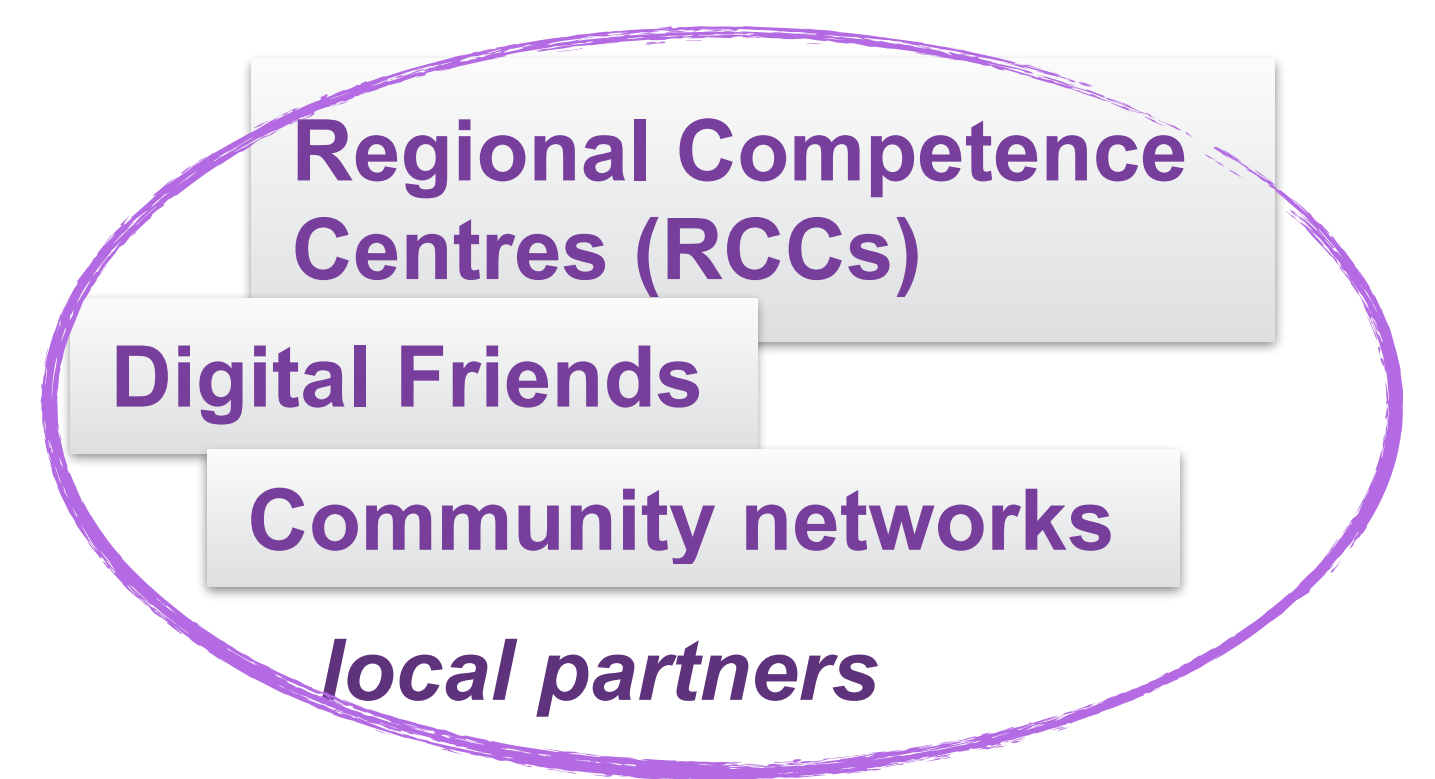 Regional Competence
Centres (RCCs)
Digital Friends
Community networks
local partners